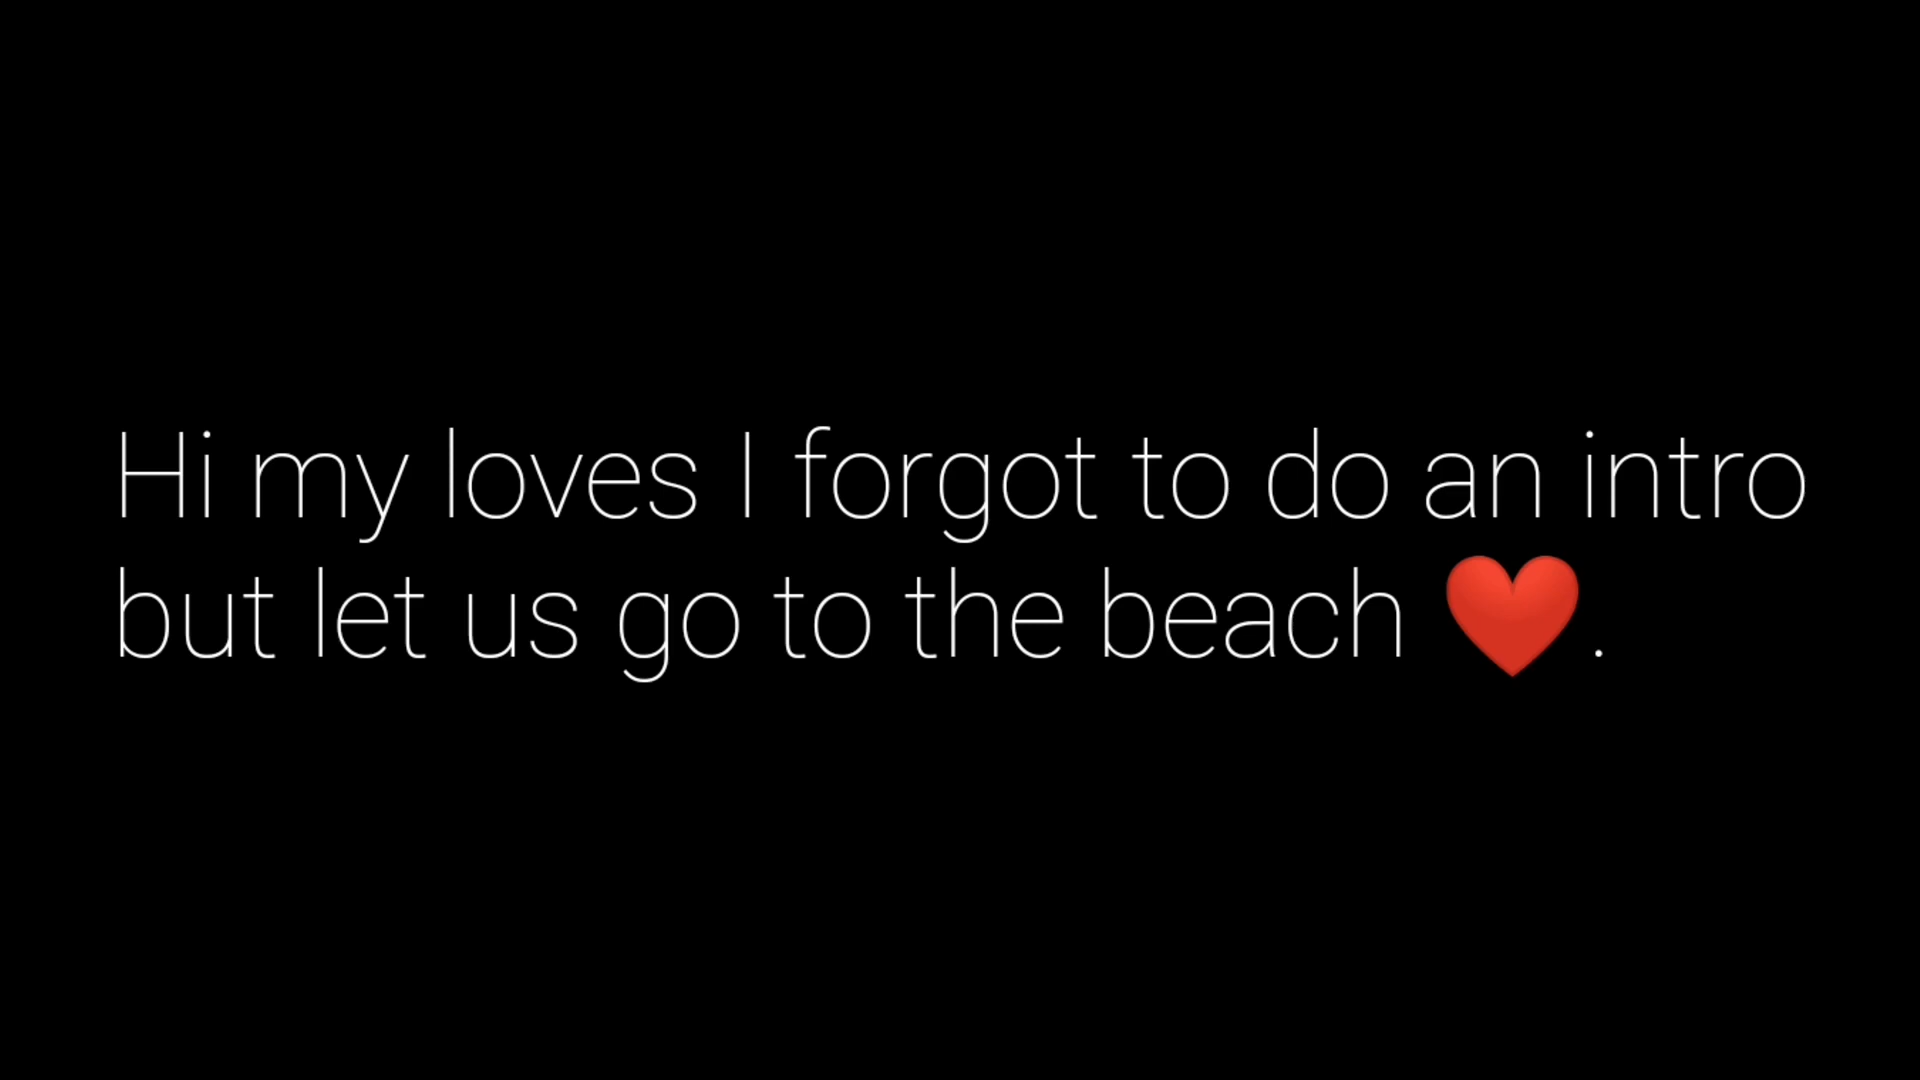 Hi my loves I forgot to do an intro
but let us go to the beach ❤️.